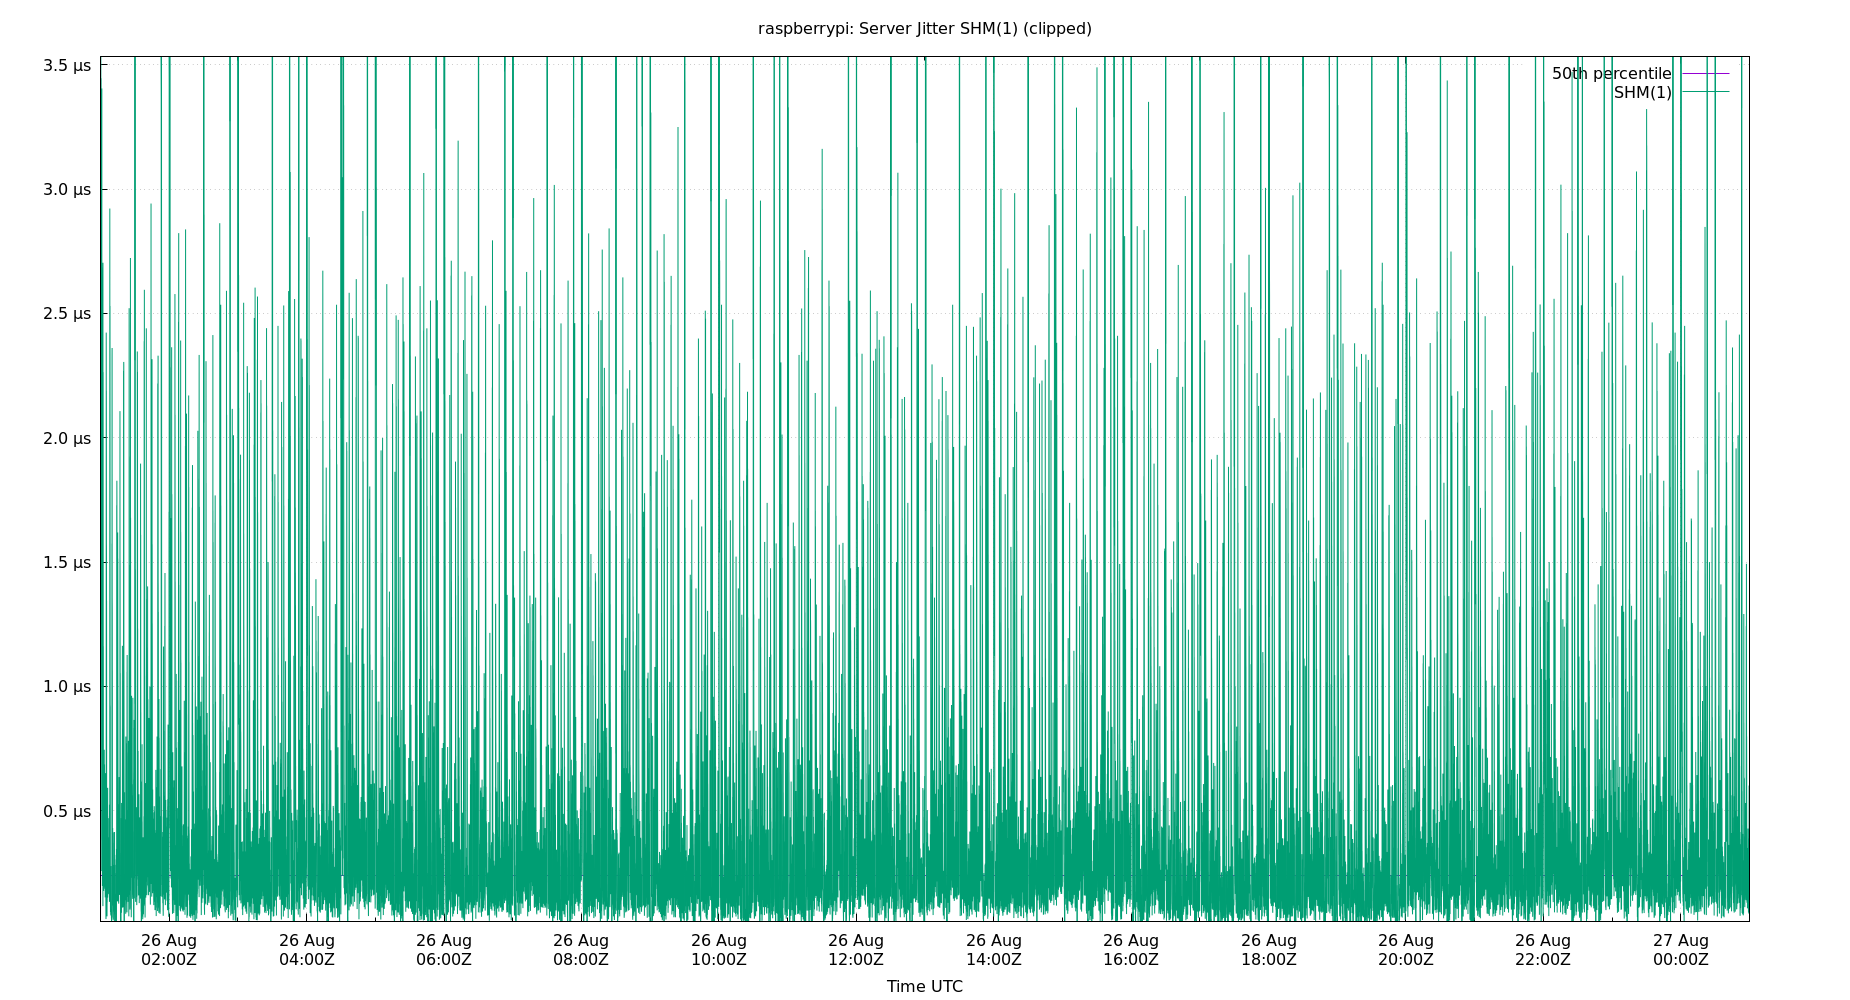 raspberrypi: Server Jitter SHM(1) (clipped)
3.5 µs
50th percentile
SHM(1)
3.0 µs
2.5 µs
2.0 µs
1.5 µs
1.0 µs
0.5 µs
26 Aug 26 Aug 26 Aug 26 Aug 26 Aug 26 Aug 26 Aug 26 Aug 26 Aug 26 Aug 26 Aug 27 Aug
02:00Z 04:00Z 06:00Z 08:00Z 10:00Z 12:00Z 14:00Z 16:00Z 18:00Z 20:00Z 22:00Z 00:00Z
Time UTC